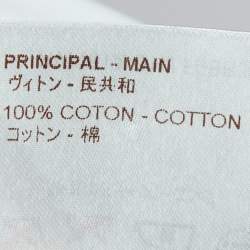 PRINCIPAL - MAIN
ヴィトン - 民共和
100% COTON - COTTON
コットン - 棉